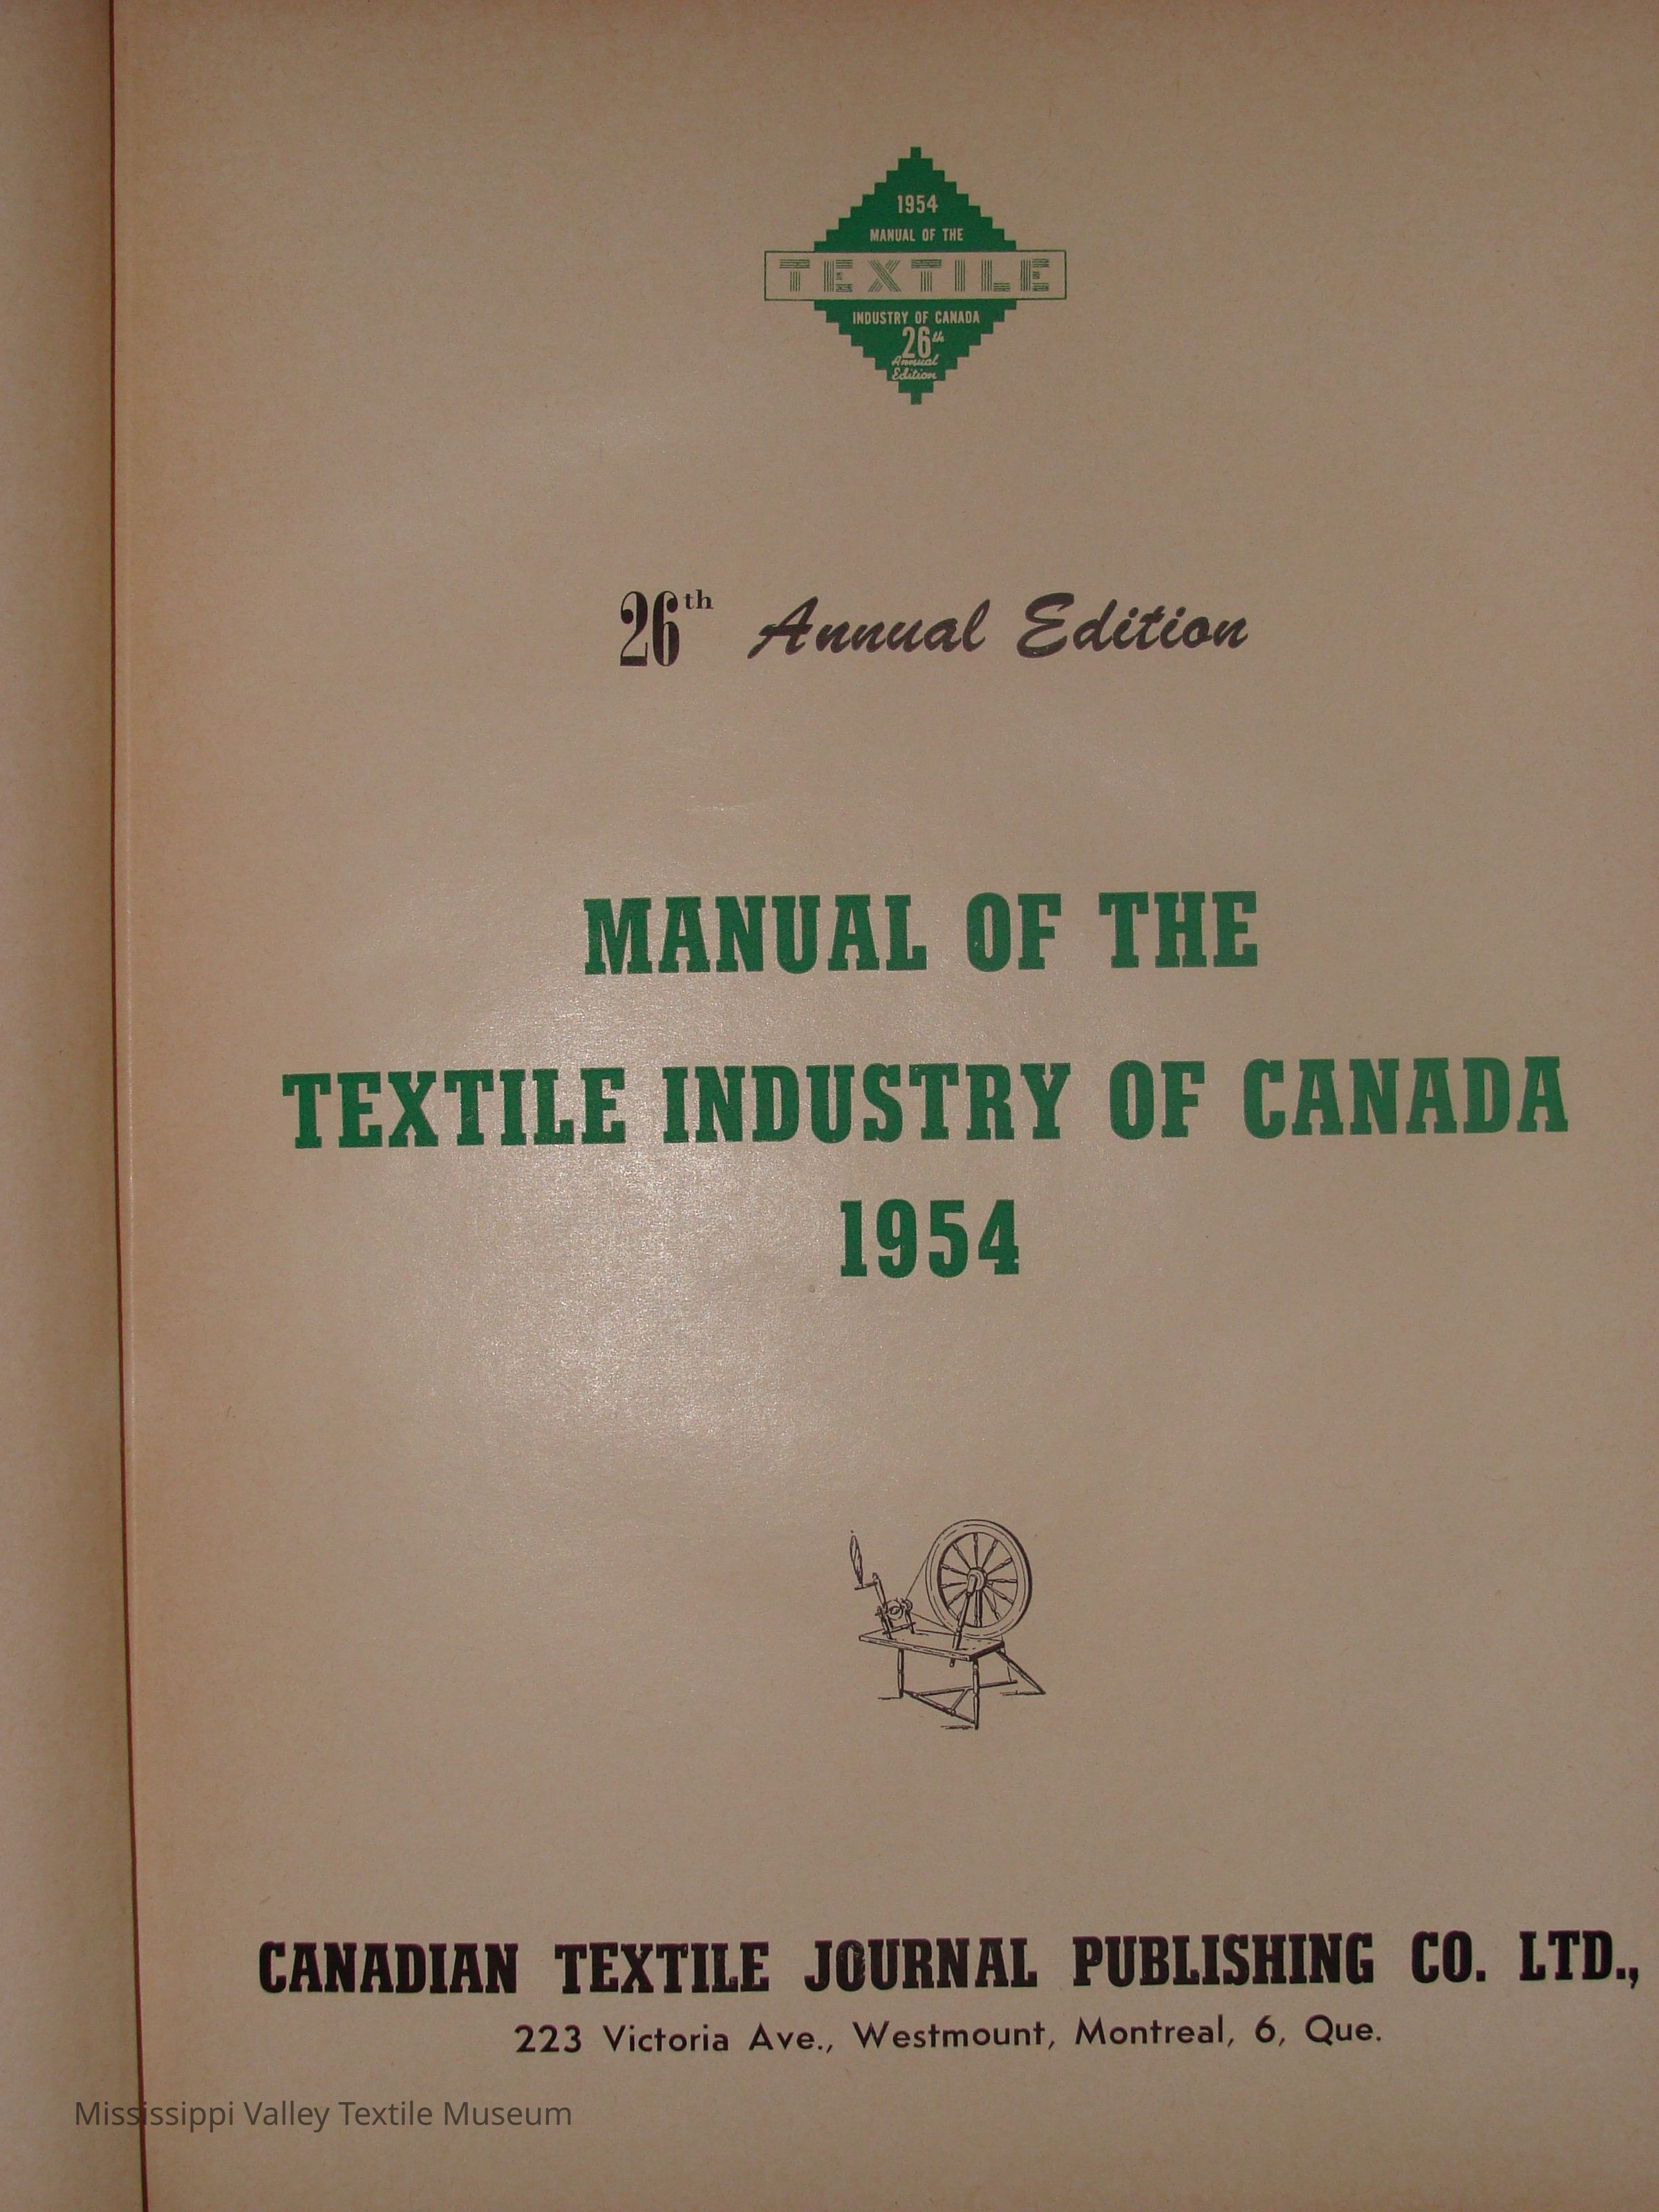 1954
MANUAL OF THE
TEXTILE
INDUSTRY OF CANADA
26th
Annual
Edition
26th Annual Edition
MANUAL OF THE
TEXTILE INDUSTRY OF CANADA
1954
CANADIAN TEXTILE JOURNAL PUBLISHING CO. LTD.,
223 Victoria Ave., Westmount, Montreal, 6, Que.
Mississippi Valley Textile Museum